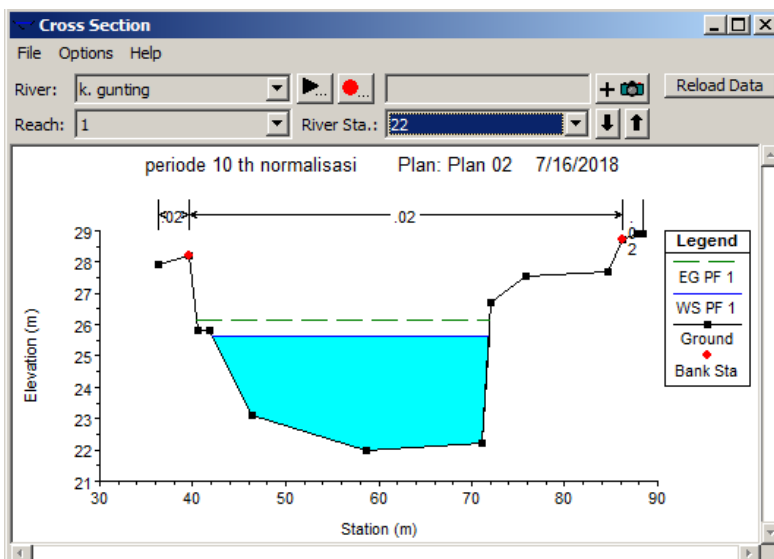 Cross Section
File Options Help
River: k. gunting ... ... + Reload Data
Reach: 1 River Sta.: 22
periode 10 th normalisasi Plan: Plan 02 7/16/2018
.02 .02 .02
29
28
27
26
25
24
23
22
21
30 40 50 60 70 80 90
Elevation (m)
Station (m)
Legend
EG PF 1
WS PF 1
Ground
Bank Sta